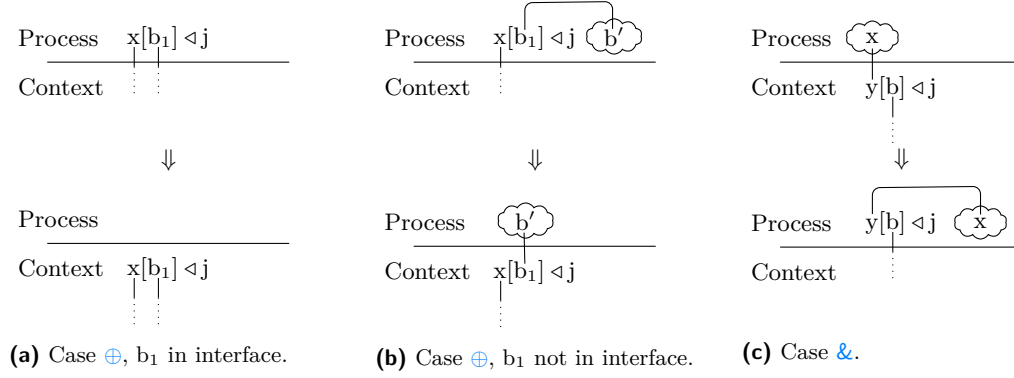 Process x[b₁] ◃ j
Context
⇓
Process
Context x[b₁] ◃ j
(a) Case ⊕, b₁ in interface.
Process x[b₁] ◃ j b′
Context
⇓
b′
Process
Context x[b₁] ◃ j
(b) Case ⊕, b₁ not in interface.
Process x
Context y[b] ◃ j
⇓
Process y[b] ◃ j x
Context
(c) Case &.